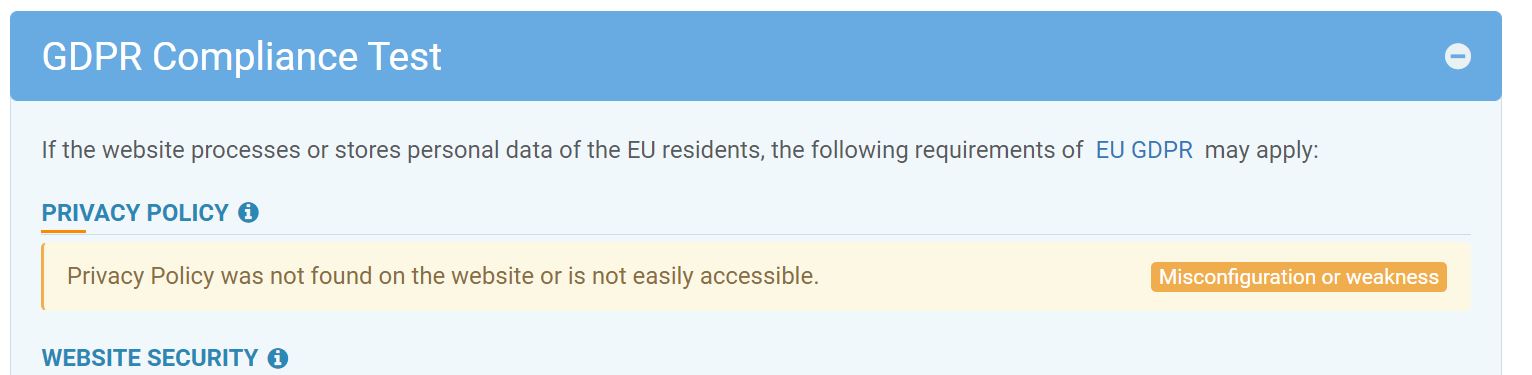 GDPR Compliance Test
If the website processes or stores personal data of the EU residents, the following requirements of EU GDPR may apply:
PRIVACY POLICY
Privacy Policy was not found on the website or is not easily accessible.
Misconfiguration or weakness
WEBSITE SECURITY